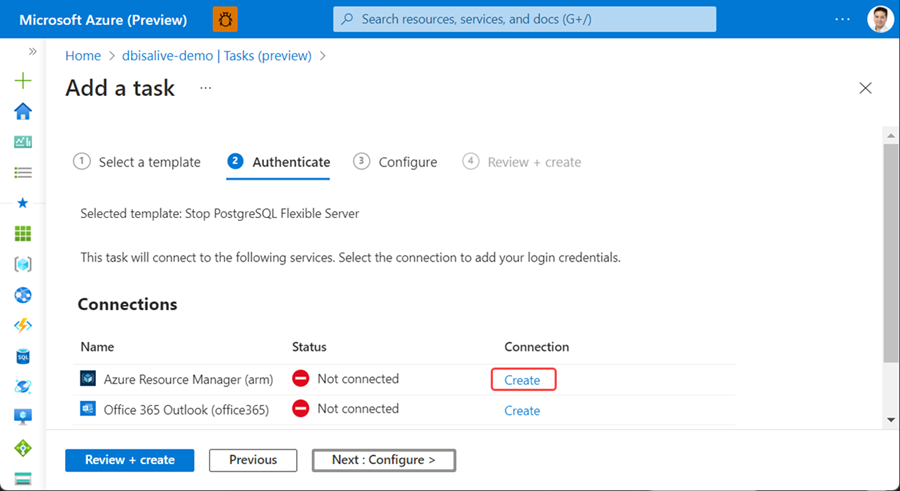 Microsoft Azure (Preview)
Search resources, services, and docs (G+/)
...
»
Home > dbisalive-demo | Tasks (preview) >
Add a task ...
1 Select a template 2 Authenticate 3 Configure 4 Review + create
Selected template: Stop PostgreSQL Flexible Server
This task will connect to the following services. Select the connection to add your login credentials.
Connections
Name Status Connection
Azure Resource Manager (arm) Not connected Create
Office 365 Outlook (office365) Not connected Create
SQL
Review + create Previous Next : Configure >